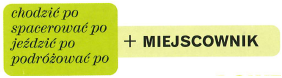 chodzić po
spacerować po
jeździć po
podróżować po
+ MIEJSCOWNIK